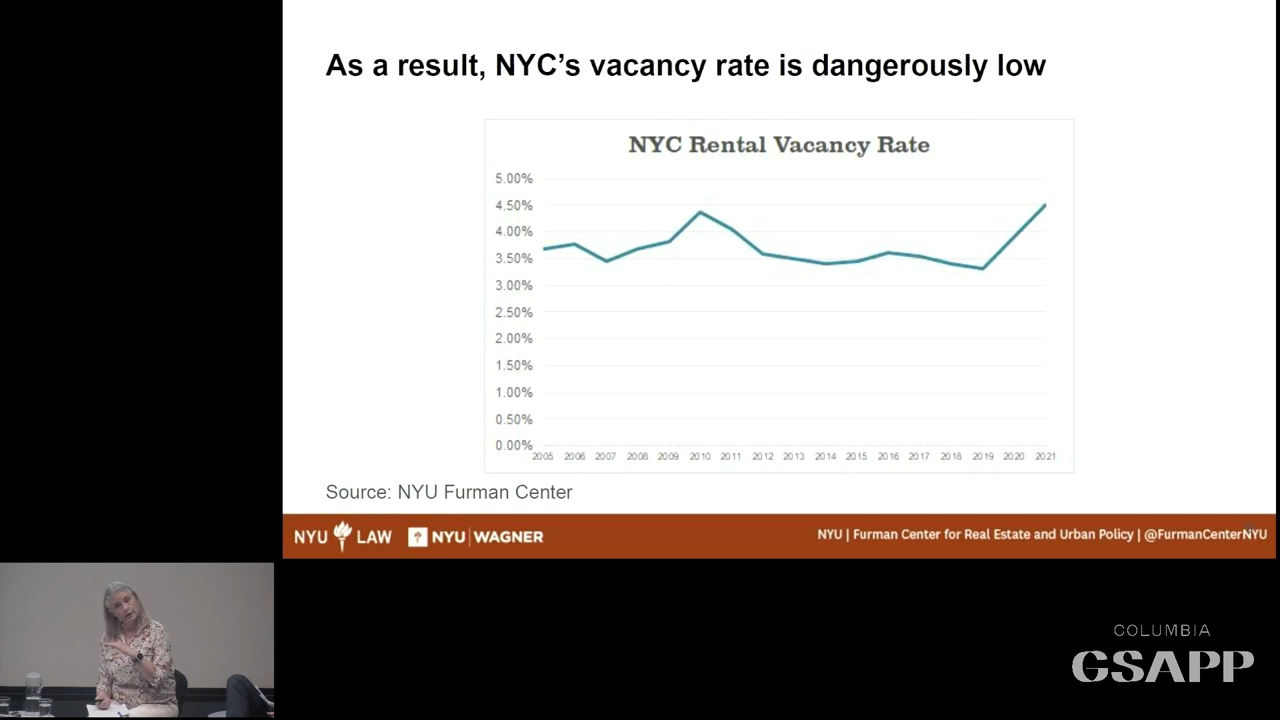 As a result, NYC’s vacancy rate is dangerously low
NYC Rental Vacancy Rate
5.00%
4.50%
4.00%
3.50%
3.00%
2.50%
2.00%
1.50%
1.00%
0.50%
0.00%
2005 2006 2007 2008 2009 2010 2011 2012 2013 2014 2015 2016 2017 2018 2019 2020 2021
Source: NYU Furman Center
NYU LAW NYU | WAGNER NYU | Furman Center for Real Estate and Urban Policy | @FurmanCenterNYU
COLUMBIA
GSAPP